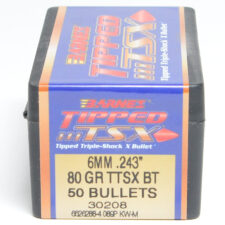 BARNES
TIPPED
TSX
Tipped Triple-Shock X Bullet
6MM .243"
80 GR TTSX BT
50 BULLETS
30208